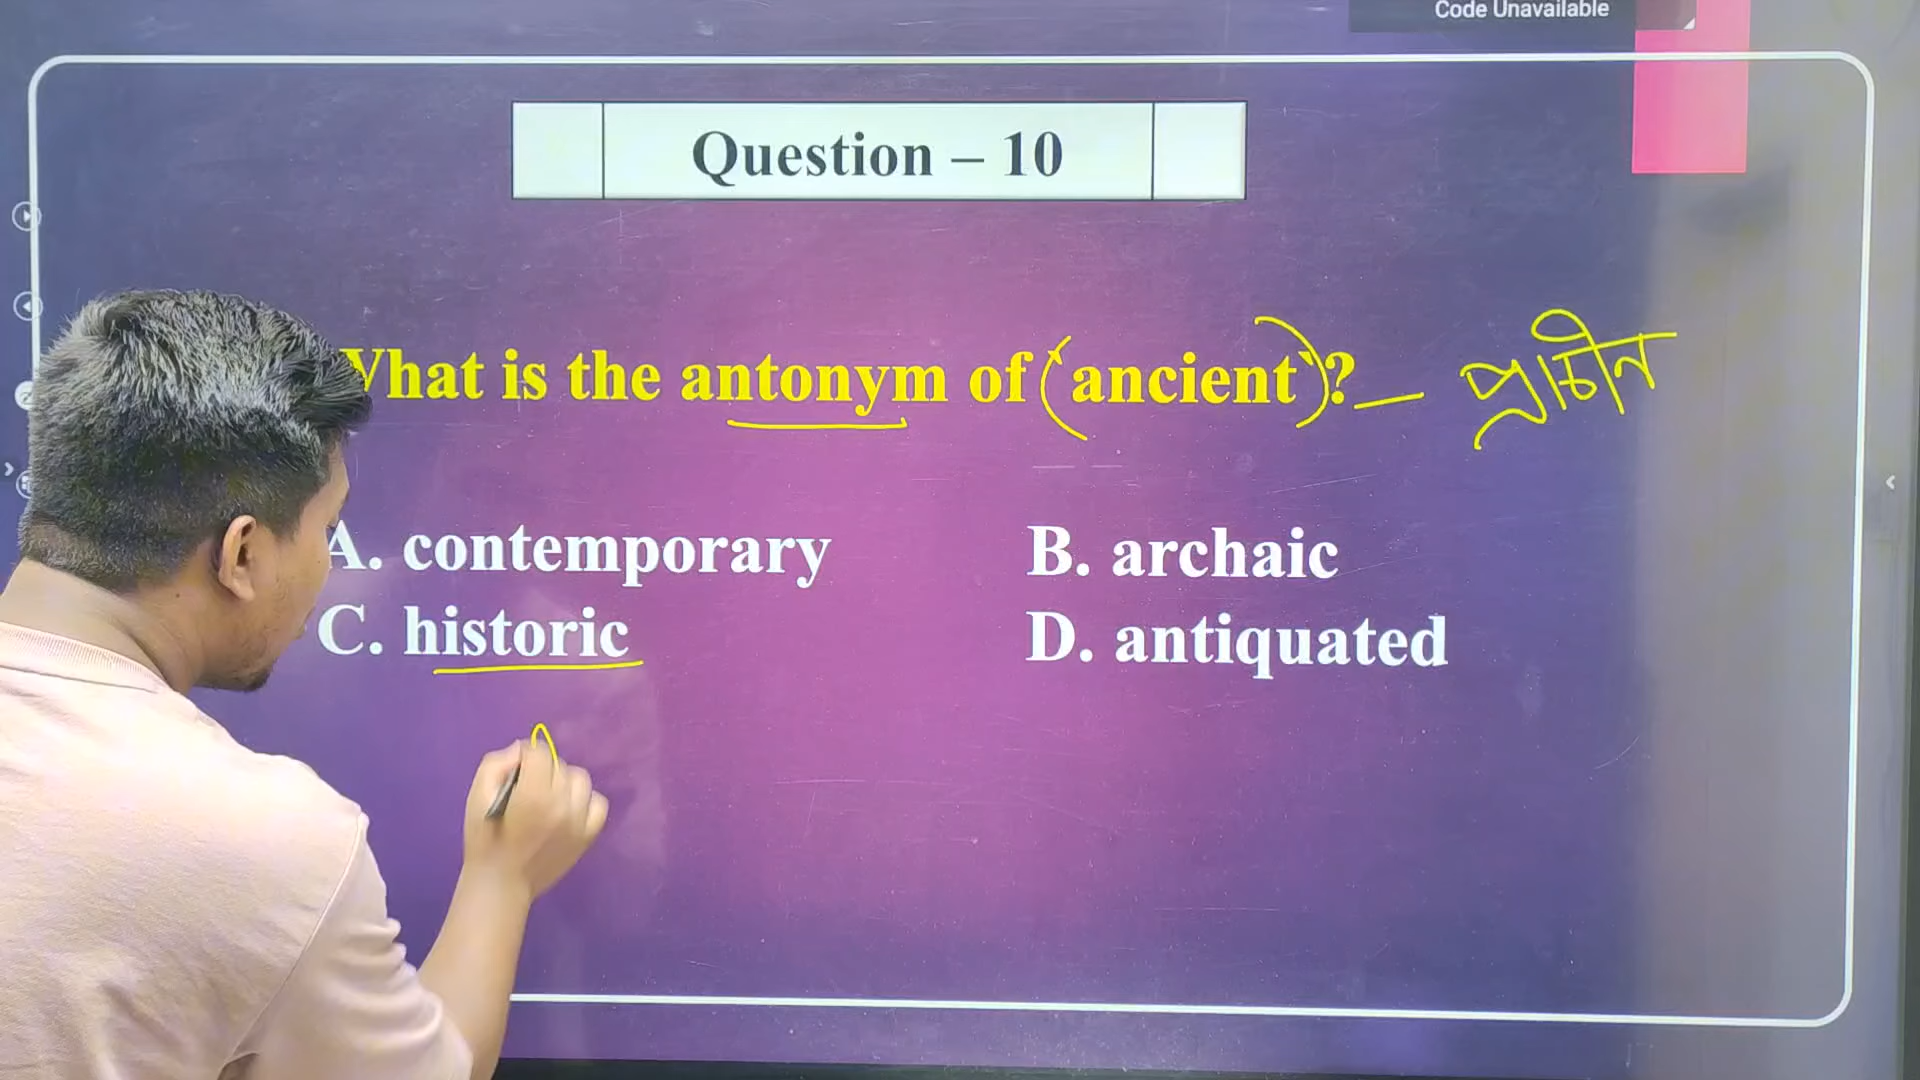 Code Unavailable
Question – 10
What is the antonym of (ancient)? — প্রাচীন
A. contemporary
B. archaic
C. historic
D. antiquated